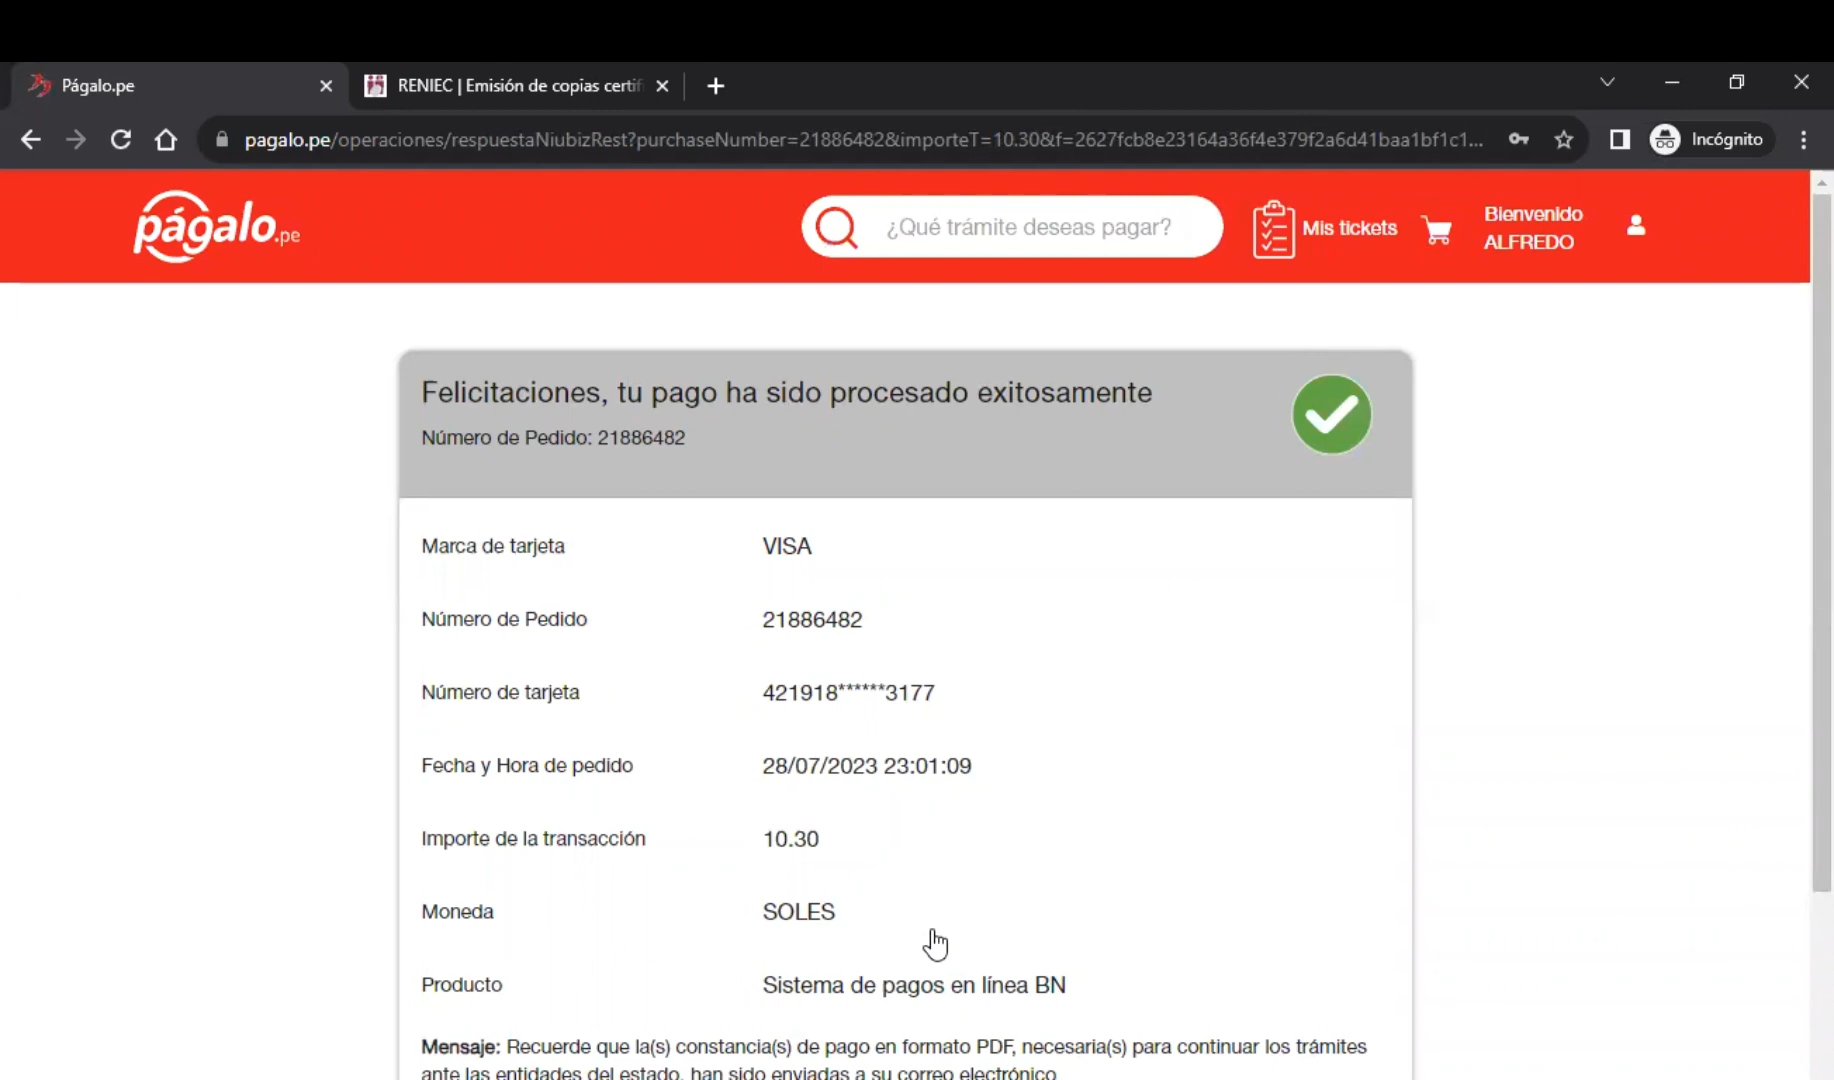 Págalo.pe
RENIEC | Emisión de copias certifi
pagalo.pe/operaciones/respuestaNiubizRest?purchaseNumber=21886482&importeT=10.30&f=2627fcb8e23164a36f4e379f2a6d41baa1bf1c1...
Incógnito
págalo.pe
¿Qué trámite deseas pagar?
Mis tickets
Bienvenido
ALFREDO
Felicitaciones, tu pago ha sido procesado exitosamente
Número de Pedido: 21886482
Marca de tarjeta VISA
Número de Pedido 21886482
Número de tarjeta 421918******3177
Fecha y Hora de pedido 28/07/2023 23:01:09
Importe de la transacción 10.30
Moneda SOLES
Producto Sistema de pagos en línea BN
Mensaje: Recuerde que la(s) constancia(s) de pago en formato PDF, necesaria(s) para continuar los trámites
ante las entidades del estado, han sido enviadas a su correo electrónico